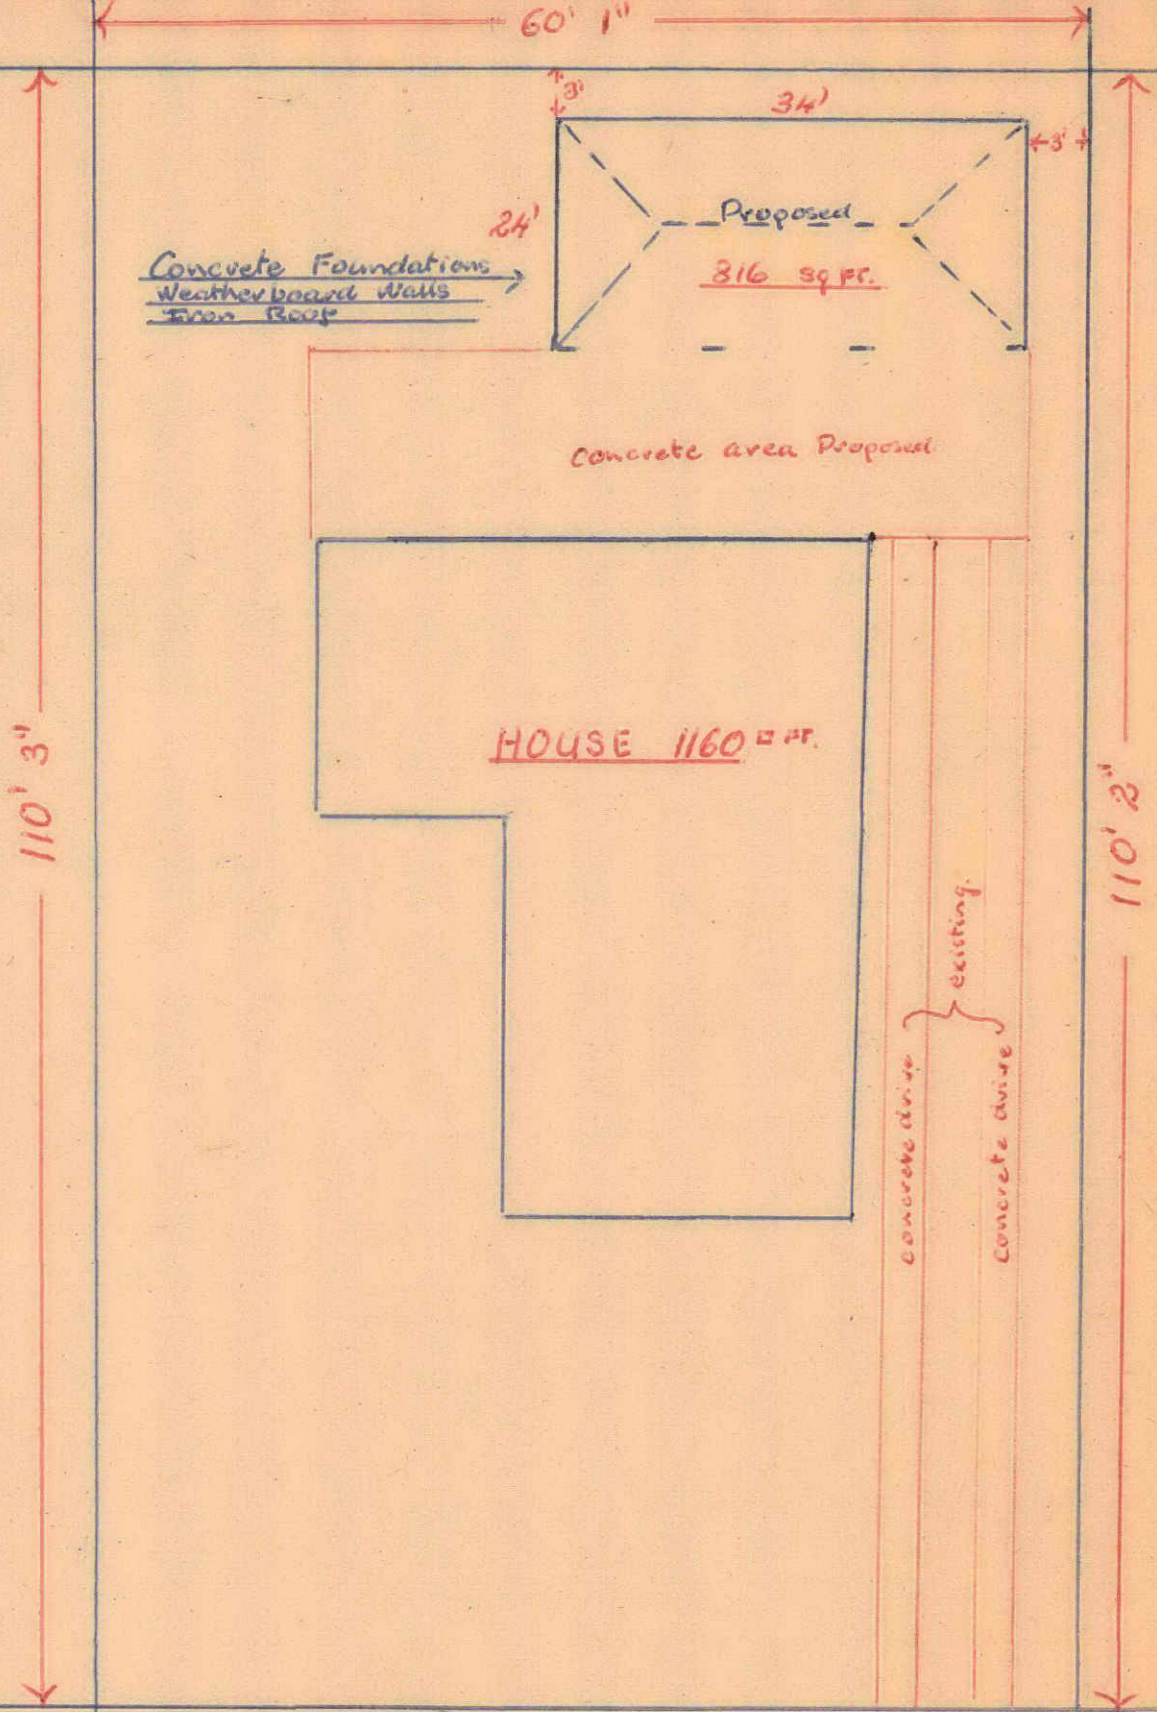 60' 1"
3'
34'
3'
24'
Proposed
816 sq FT.
Concrete Foundations
Weatherboard Walls
Iron Roof
Concrete area Proposed
HOUSE 1160 □ FT.
110' 3"
110' 2"
existing.
concrete drive
Concrete drive